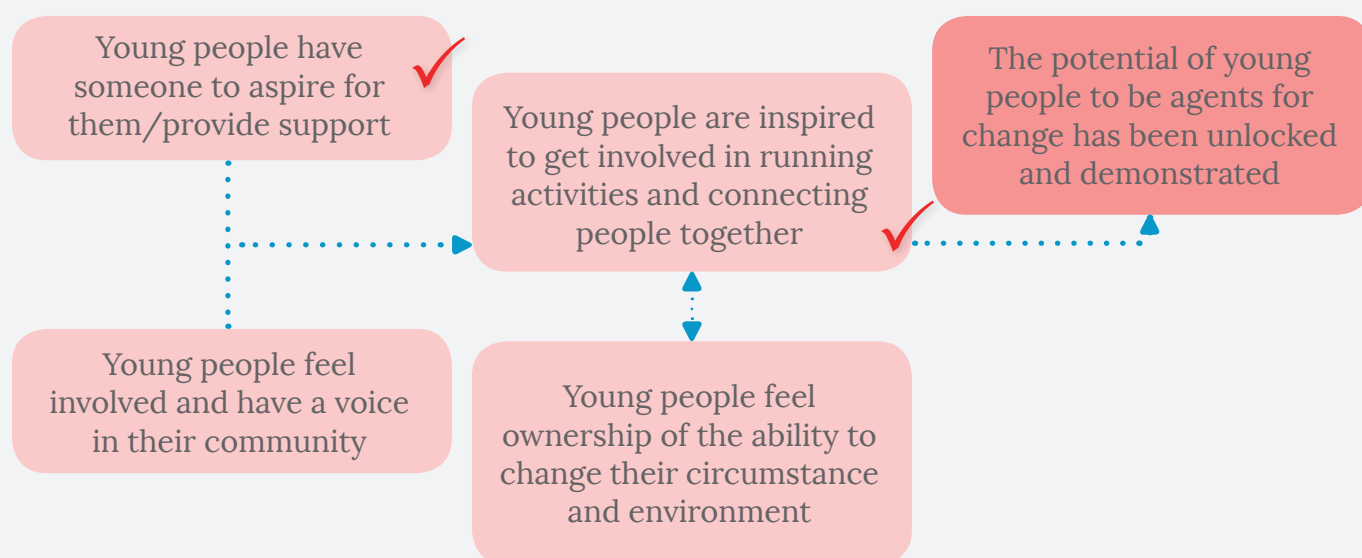 Young people have
someone to aspire for
them/provide support
Young people are inspired
to get involved in running
activities and connecting
people together
The potential of young
people to be agents for
change has been unlocked
and demonstrated
Young people feel
involved and have a voice
in their community
Young people feel
ownership of the ability to
change their circumstance
and environment